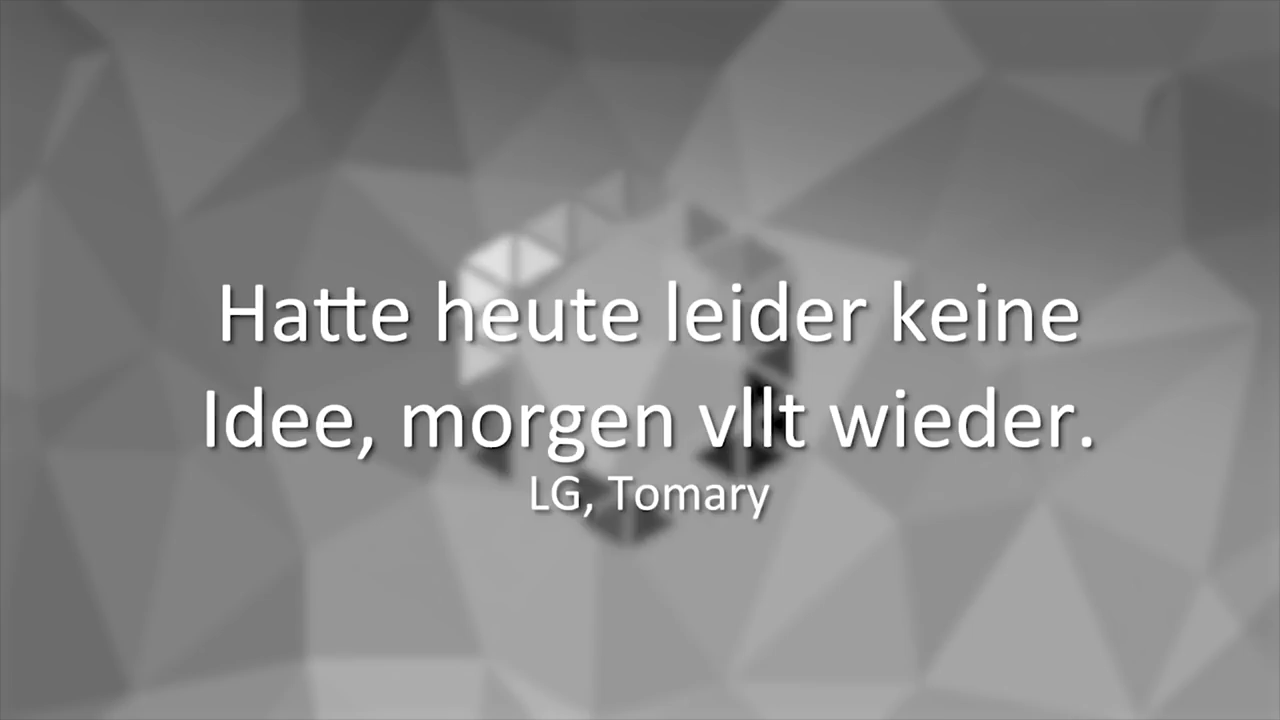 Hatte heute leider keine
Idee, morgen vllt wieder.
LG, Tomary